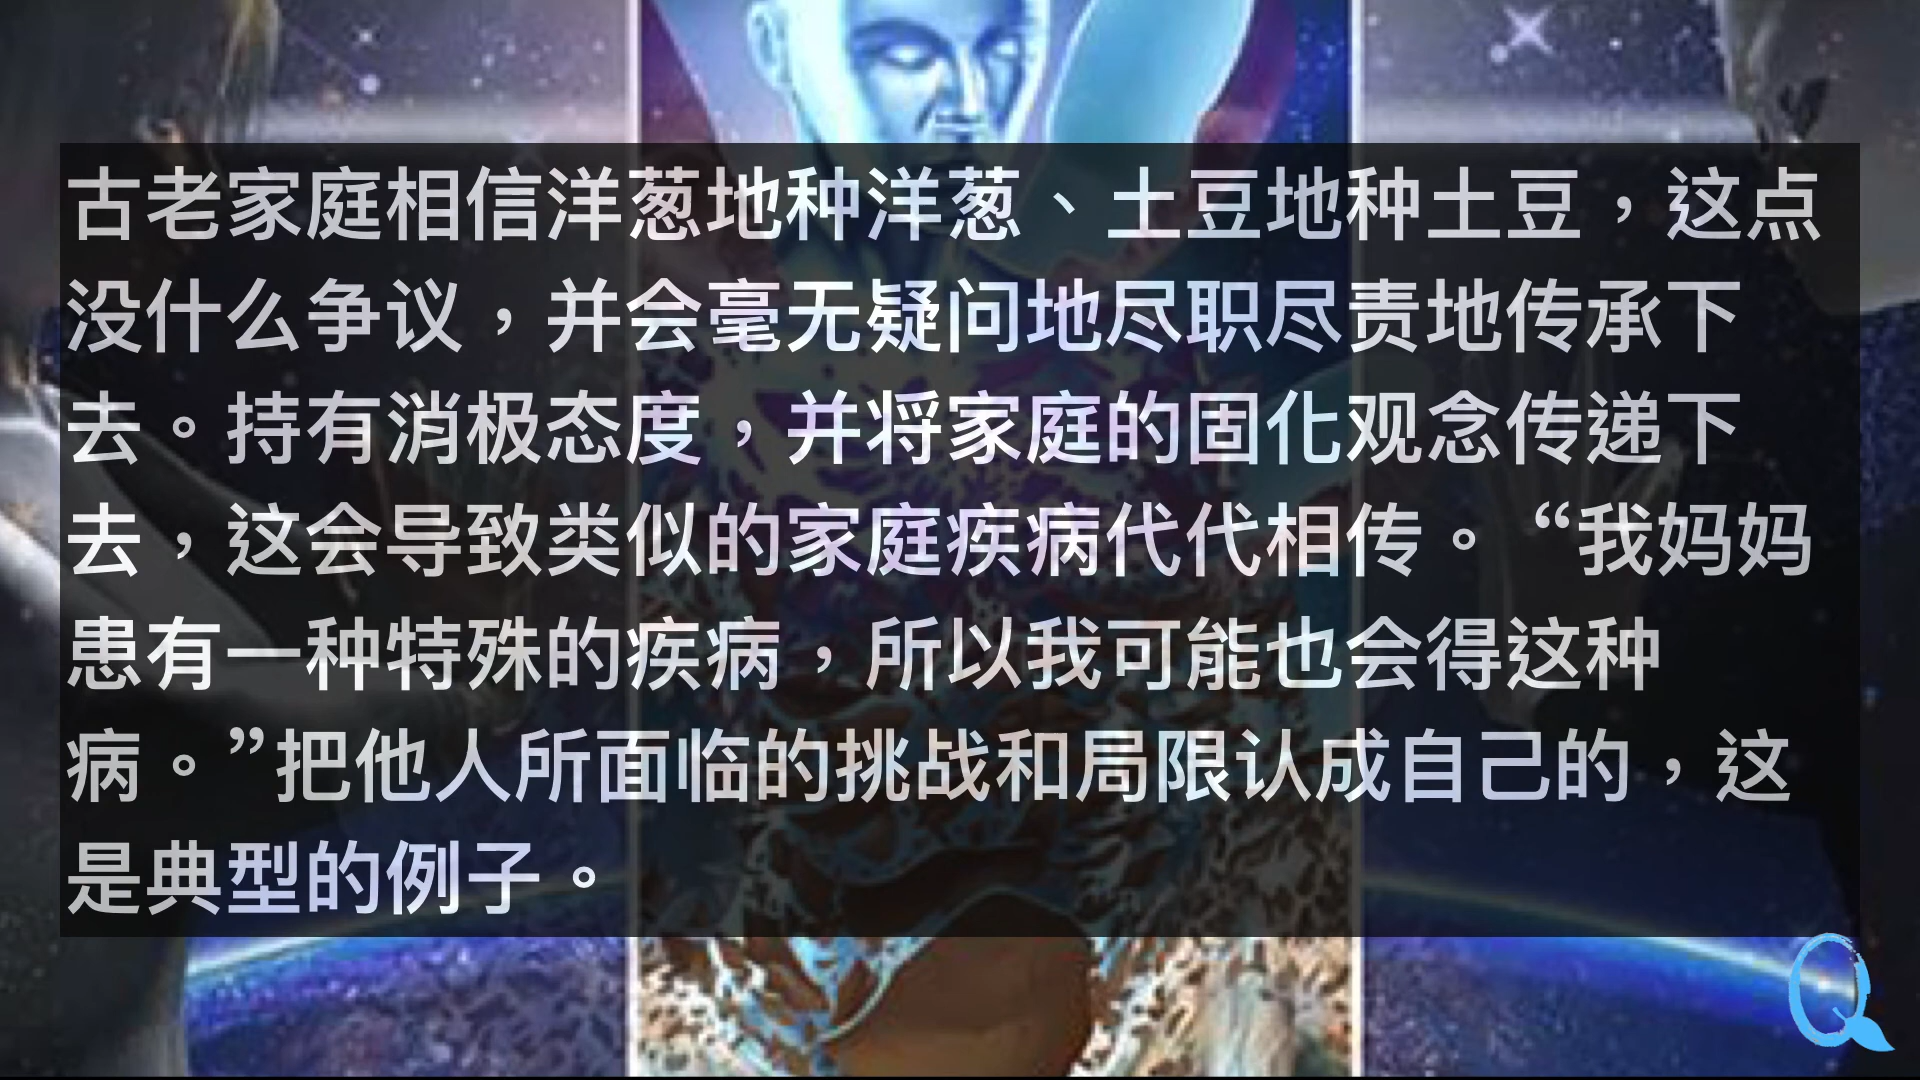 古老家庭相信洋葱地种洋葱、土豆地种土豆，这点
没什么争议，并会毫无疑问地尽职尽责地传承下
去。持有消极态度，并将家庭的固化观念传递下
去，这会导致类似的家庭疾病代代相传。“我妈妈
患有一种特殊的疾病，所以我可能也会得这种
病。”把他人所面临的挑战和局限认成自己的，这
是典型的例子。
Q